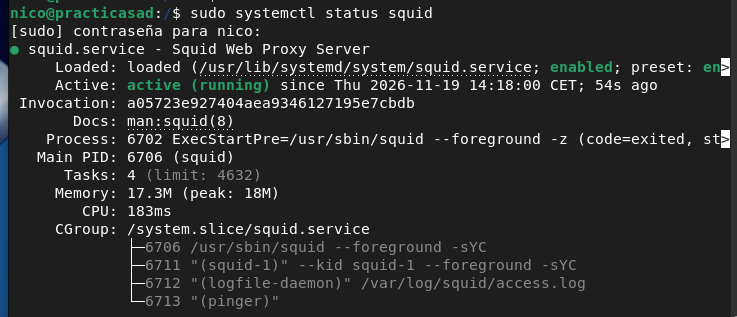 nico@practicasad:/$ sudo systemctl status squid
[sudo] contraseña para nico:
● squid.service - Squid Web Proxy Server
Loaded: loaded (/usr/lib/systemd/system/squid.service; enabled; preset: en>
Active: active (running) since Thu 2026-11-19 14:18:00 CET; 54s ago
Invocation: a05723e927404aea9346127195e7cbdb
Docs: man:squid(8)
Process: 6702 ExecStartPre=/usr/sbin/squid --foreground -z (code=exited, st>
Main PID: 6706 (squid)
Tasks: 4 (limit: 4632)
Memory: 17.3M (peak: 18M)
CPU: 183ms
CGroup: /system.slice/squid.service
├─6706 /usr/sbin/squid --foreground -sYC
├─6711 "(squid-1)" --kid squid-1 --foreground -sYC
├─6712 "(logfile-daemon)" /var/log/squid/access.log
└─6713 "(pinger)"